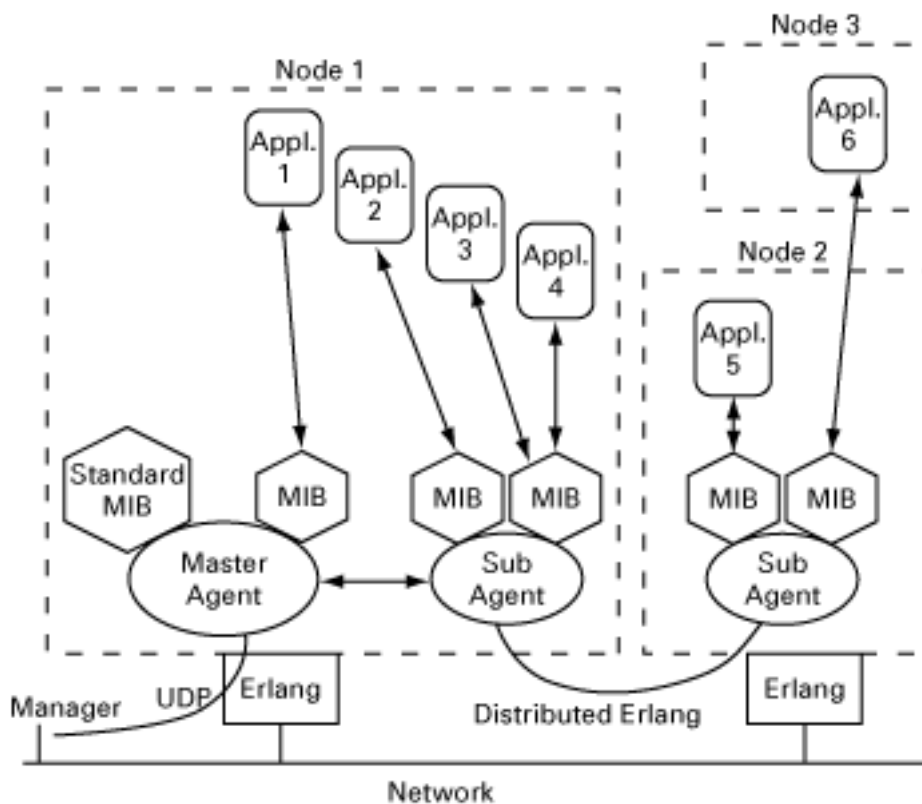 Node 3
Node 1
Appl.
6
Appl.
1
Appl.
2
Appl.
3
Appl.
4
Node 2
Appl.
5
Standard
MIB
MIB
MIB
MIB
MIB
MIB
Master
Agent
Sub
Agent
Sub
Agent
Manager
UDP
Erlang
Distributed Erlang
Erlang
Network